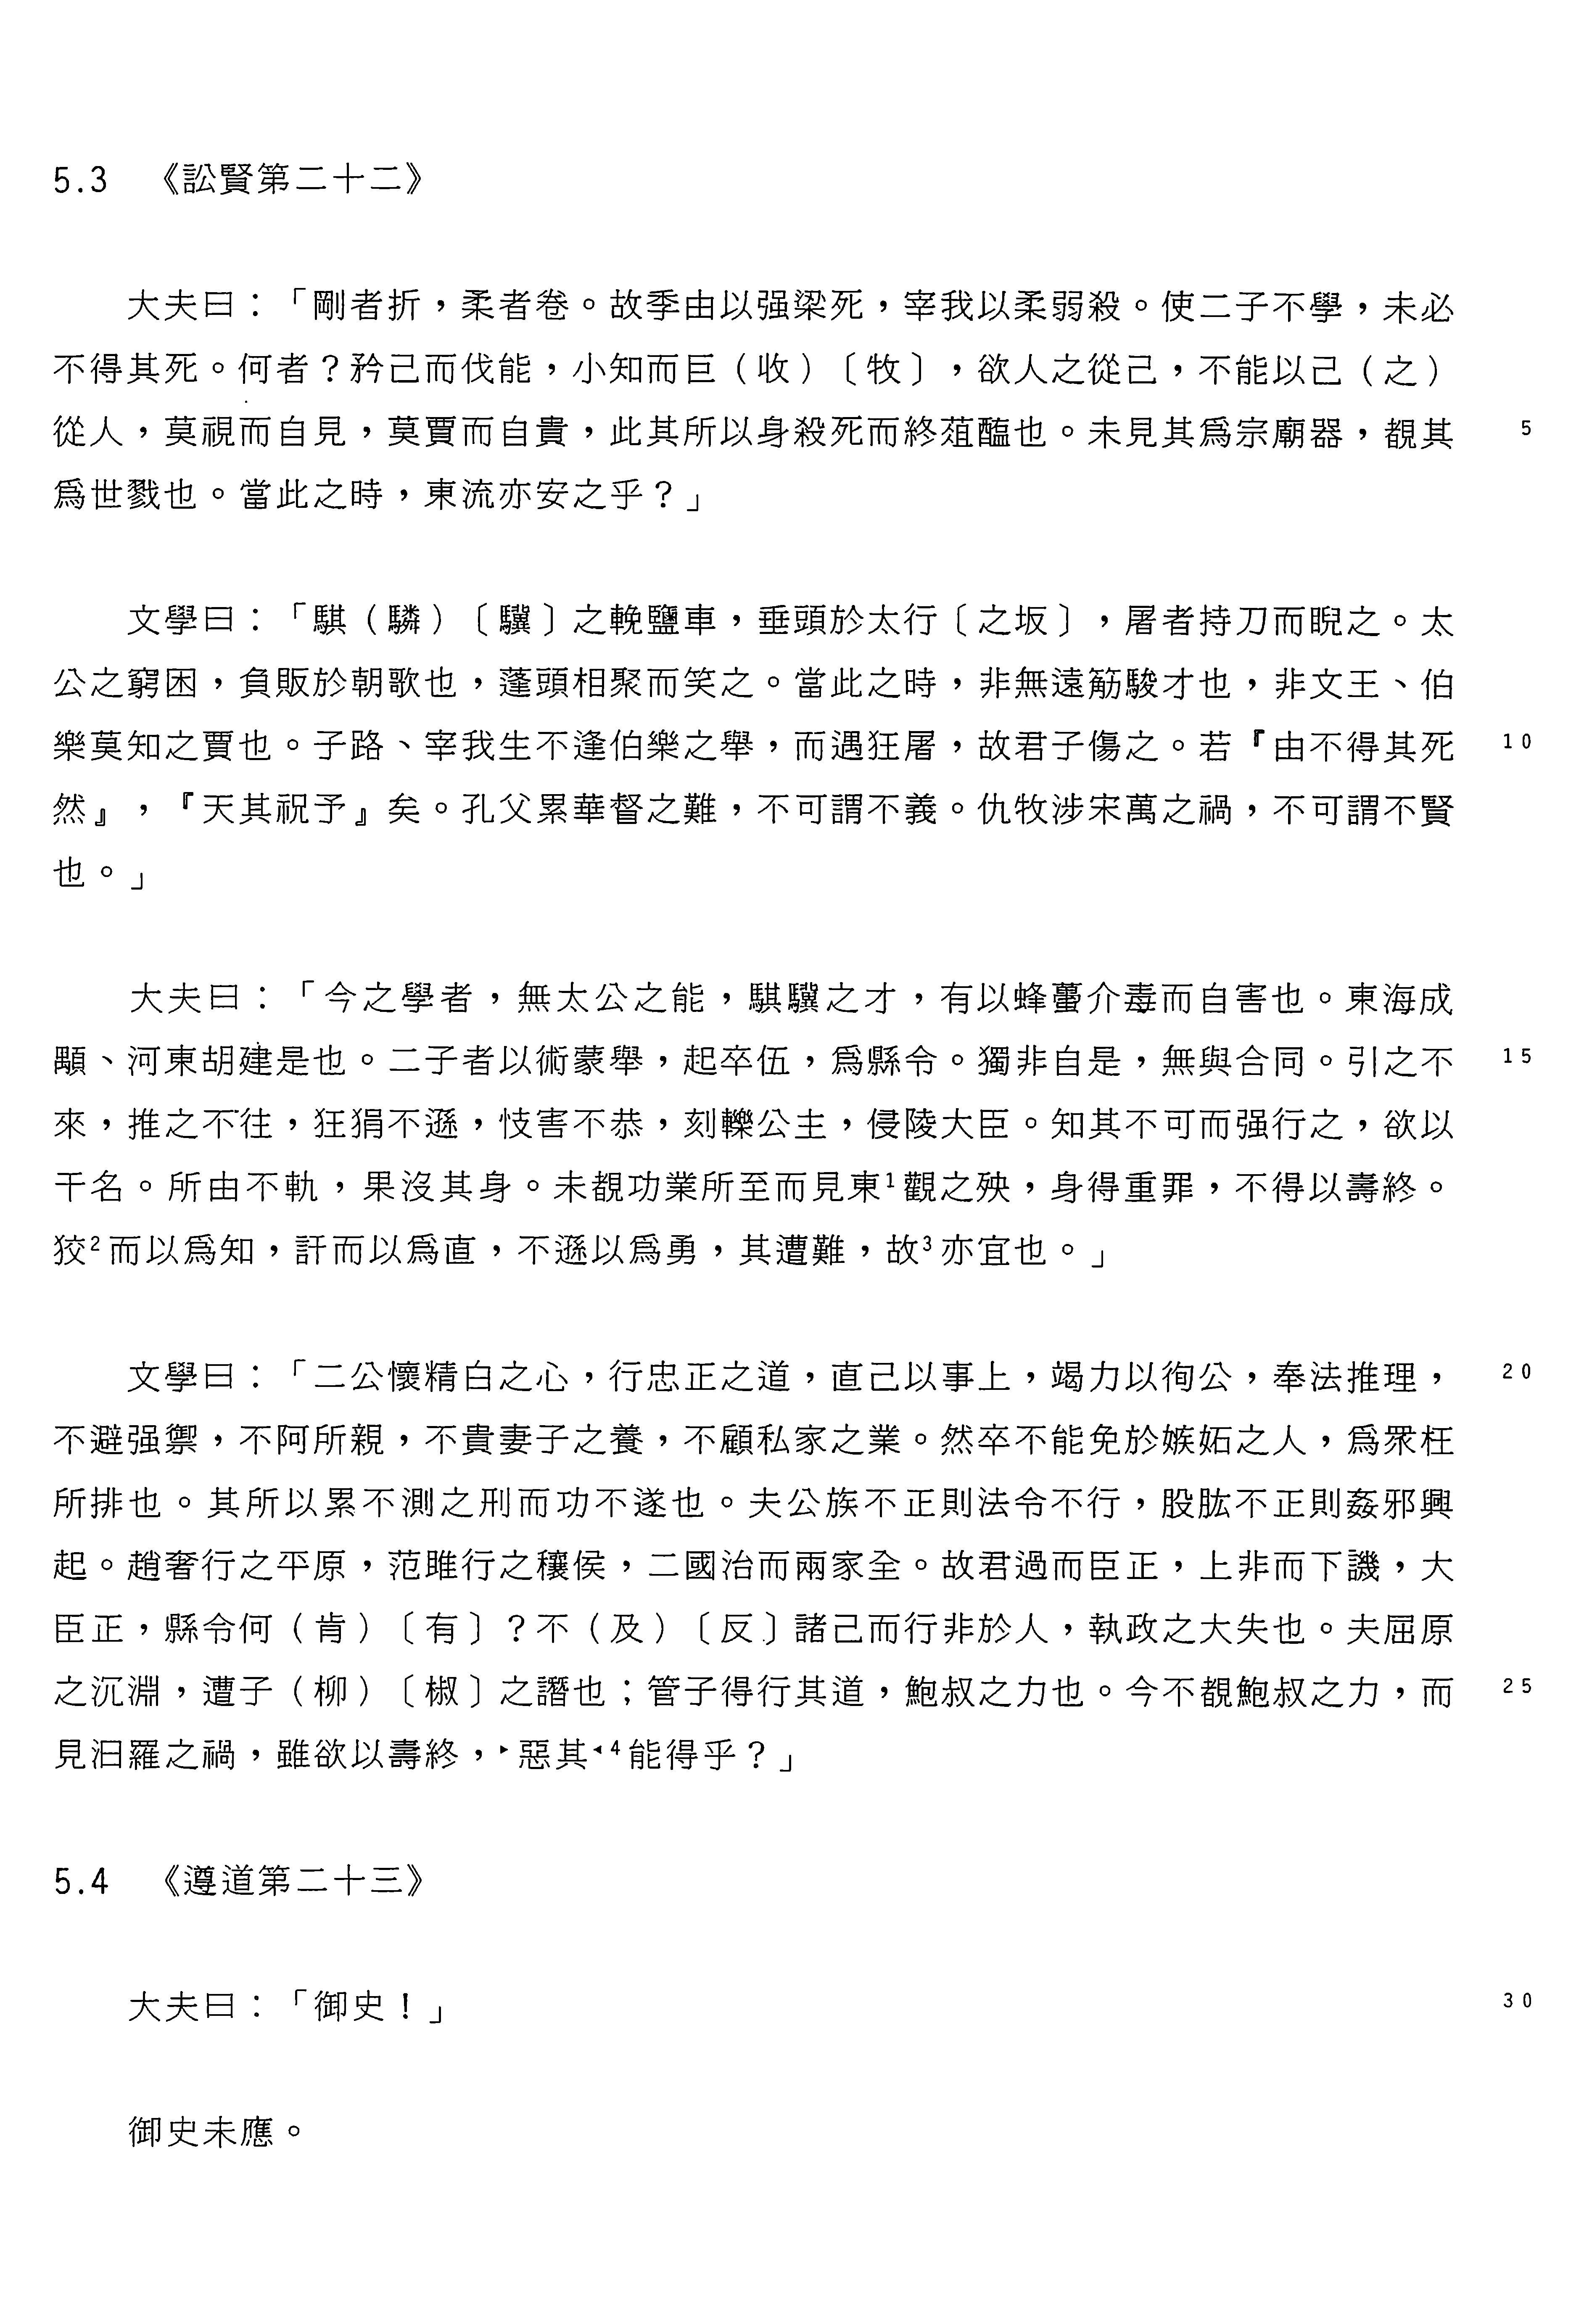 5.3 《訟賢第二十二》
大夫曰：「剛者折，柔者卷。故季由以强梁死，宰我以柔弱殺。使二子不學，未必
不得其死。何者？矜己而伐能，小知而巨（收）〔牧〕，欲人之從己，不能以己（之）
從人，莫視而自見，莫賈而自貴，此其所以身殺死而終菹醢也。未見其爲宗廟器，覩其 5
爲世戮也。當此之時，東流亦安之乎？」
文學曰：「騏（驎）〔驥〕之輓鹽車，垂頭於太行〔之坂〕，屠者持刀而睨之。太
公之窮困，負販於朝歌也，蓬頭相聚而笑之。當此之時，非無遠筋駿才也，非文王、伯
樂莫知之賈也。子路、宰我生不逢伯樂之舉，而遇狂屠，故君子傷之。若『由不得其死 10
然』，『天其祝予』矣。孔父累華督之難，不可謂不義。仇牧涉宋萬之禍，不可謂不賢
也。」
大夫曰：「今之學者，無太公之能，騏驥之才，有以蜂蠆介毒而自害也。東海成
顒、河東胡建是也。二子者以術蒙舉，起卒伍，爲縣令。獨非自是，無與合同。引之不 15
來，推之不往，狂狷不遜，忮害不恭，刻轢公主，侵陵大臣。知其不可而强行之，欲以
干名。所由不軌，果沒其身。未覩功業所至而見東1觀之殃，身得重罪，不得以壽終。
狡2而以爲知，訐而以爲直，不遜以爲勇，其遭難，故3亦宜也。」
文學曰：「二公懷精白之心，行忠正之道，直己以事上，竭力以徇公，奉法推理， 20
不避强禦，不阿所親，不貴妻子之養，不顧私家之業。然卒不能免於嫉妬之人，爲眾枉
所排也。其所以累不測之刑而功不遂也。夫公族不正則法令不行，股肱不正則姦邪興
起。趙奢行之平原，范雎行之穰侯，二國治而兩家全。故君過而臣正，上非而下譏，大
臣正，縣令何（肯）〔有〕？不（及）〔反〕諸己而行非於人，執政之大失也。夫屈原
之沉淵，遭子（柳）〔椒〕之譖也；管子得行其道，鮑叔之力也。今不覩鮑叔之力，而 25
見汨羅之禍，雖欲以壽終，▸惡其◂4能得乎？」
5.4 《遵道第二十三》
大夫曰：「御史！」 30
御史未應。